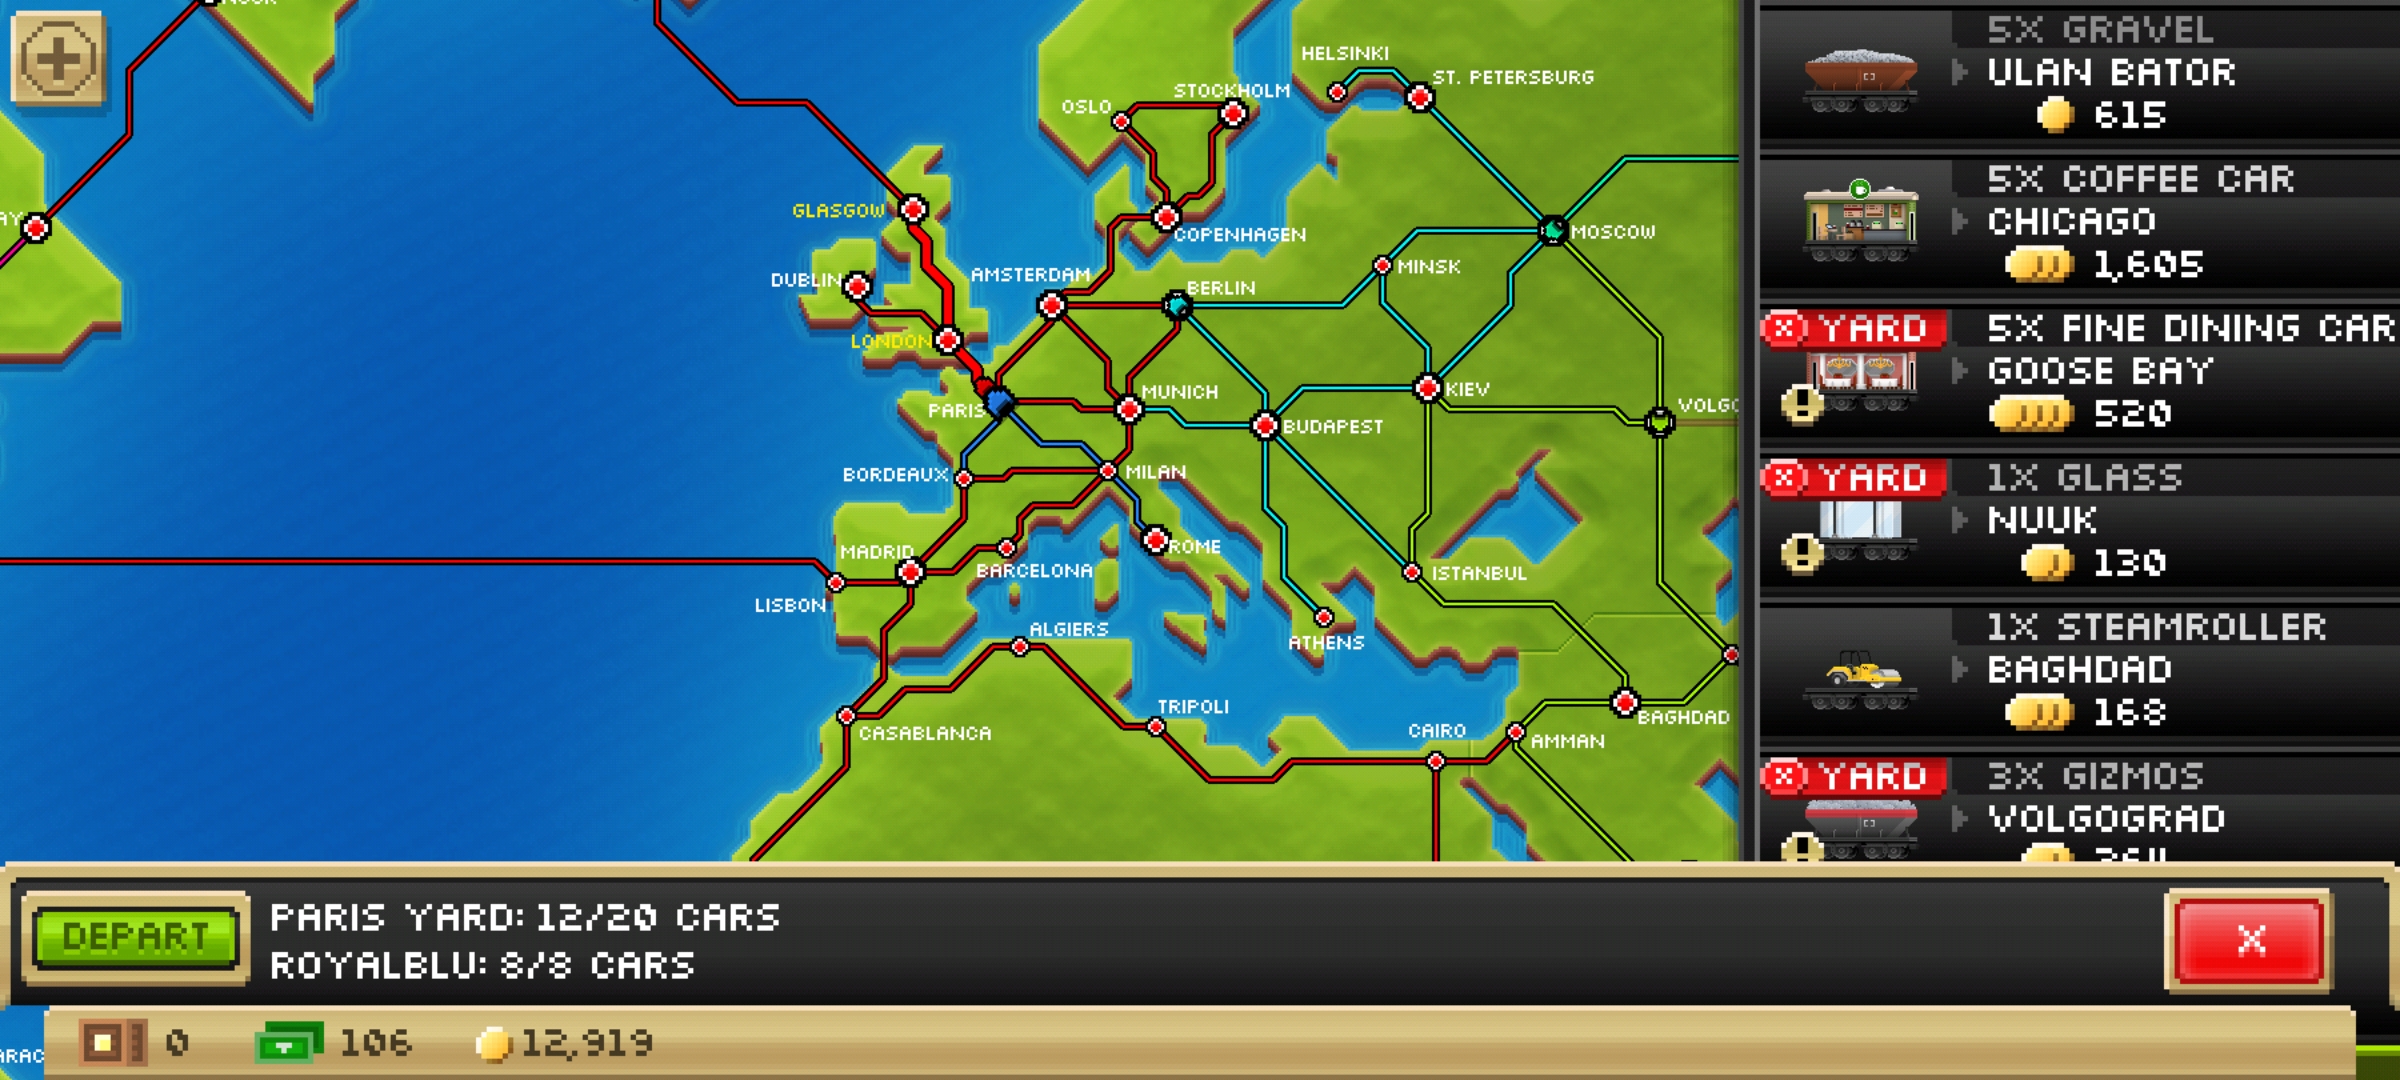 NUUK
HELSINKI
ST. PETERSBURG
STOCKHOLM
OSLO
GLASGOW
COPENHAGEN
MOSCOW
MINSK
AMSTERDAM
DUBLIN
BERLIN
LONDON
PARIS
MUNICH
KIEV
VOLGO
BUDAPEST
BORDEAUX
MILAN
MADRID
ROME
BARCELONA
ISTANBUL
LISBON
ALGIERS
ATHENS
TRIPOLI
CASABLANCA
CAIRO
AMMAN
BAGHDAD
AY
5X GRAVEL
ULAN BATOR
615
5X COFFEE CAR
CHICAGO
1,605
X YARD
5X FINE DINING CAR
GOOSE BAY
! 520
X YARD
1X GLASS
NUUK
! 130
1X STEAMROLLER
BAGHDAD
168
X YARD
3X GIZMOS
VOLGOGRAD
DEPART
PARIS YARD: 12/20 CARS
ROYALBLU: 8/8 CARS
X
0
106
12,919
ARAC